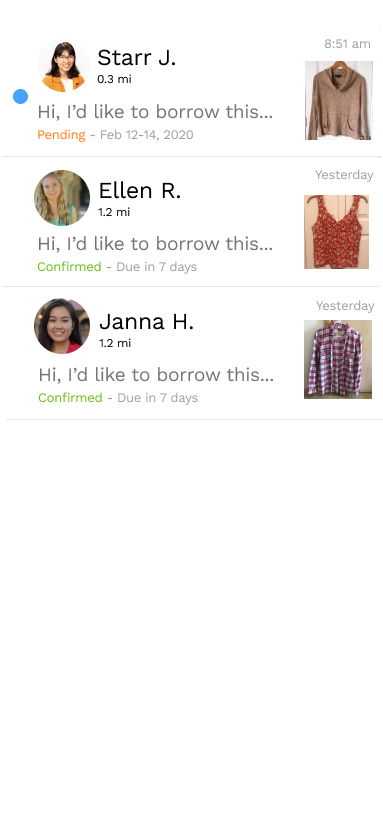 8:51 am
Starr J.
0.3 mi
Hi, I’d like to borrow this...
Pending - Feb 12-14, 2020
Yesterday
Ellen R.
1.2 mi
Hi, I’d like to borrow this...
Confirmed - Due in 7 days
Yesterday
Janna H.
1.2 mi
Hi, I’d like to borrow this...
Confirmed - Due in 7 days